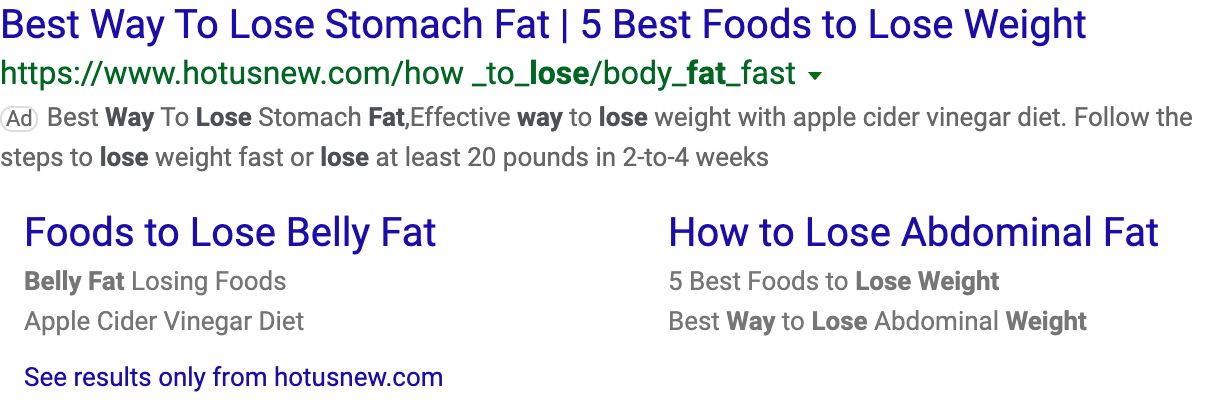 Best Way To Lose Stomach Fat | 5 Best Foods to Lose Weight
https://www.hotusnew.com/how _to_lose/body_fat_fast
Ad Best Way To Lose Stomach Fat,Effective way to lose weight with apple cider vinegar diet. Follow the
steps to lose weight fast or lose at least 20 pounds in 2-to-4 weeks
Foods to Lose Belly Fat
Belly Fat Losing Foods
Apple Cider Vinegar Diet
How to Lose Abdominal Fat
5 Best Foods to Lose Weight
Best Way to Lose Abdominal Weight
See results only from hotusnew.com